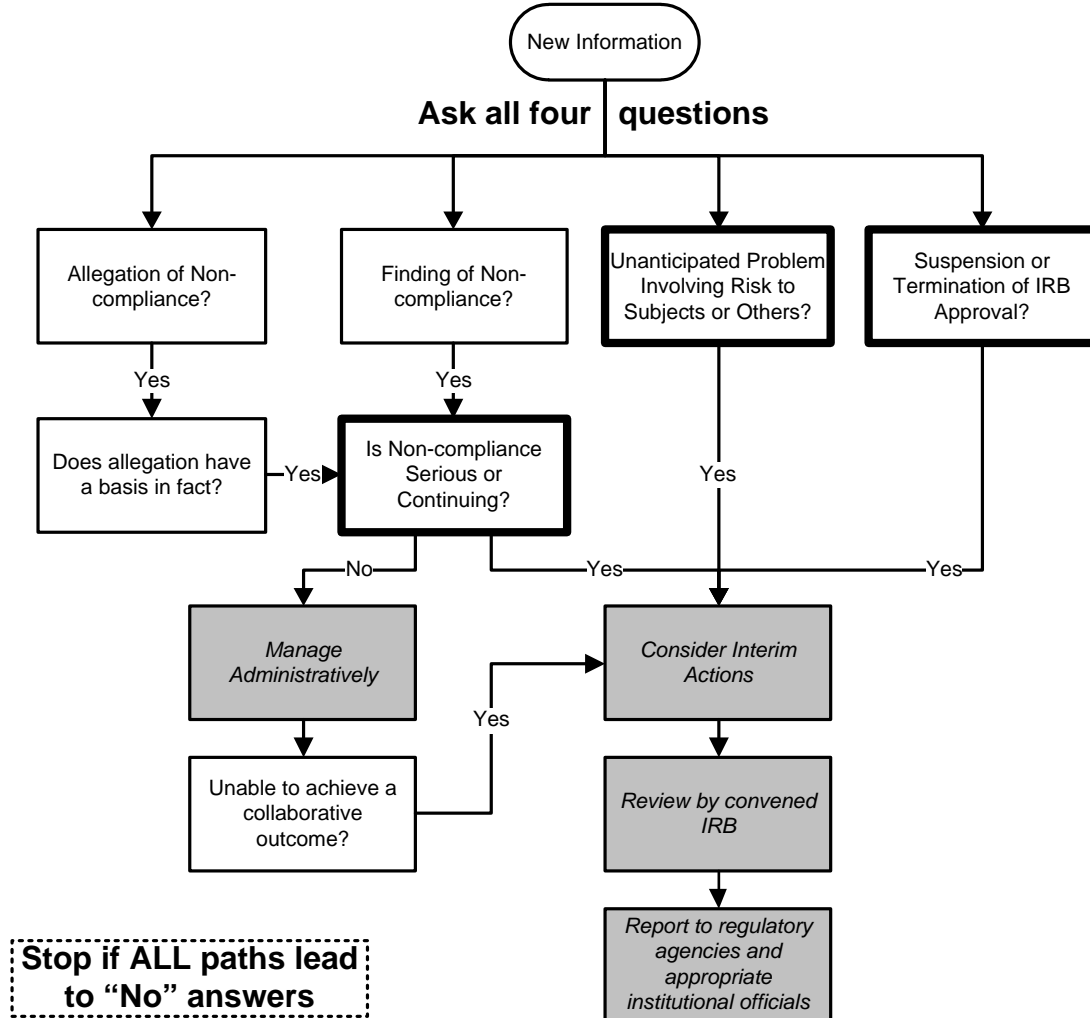 New Information
Ask all four questions
Allegation of Non-
compliance?
Finding of Non-
compliance?
Unanticipated Problem
Involving Risk to
Subjects or Others?
Suspension or
Termination of IRB
Approval?
Yes
Yes
Does allegation have
a basis in fact?
Yes
Is Non-compliance
Serious or
Continuing?
Yes
No
Yes
Yes
Manage
Administratively
Consider Interim
Actions
Yes
Unable to achieve a
collaborative
outcome?
Review by convened
IRB
Report to regulatory
agencies and
appropriate
institutional officials
Stop if ALL paths lead
to “No” answers